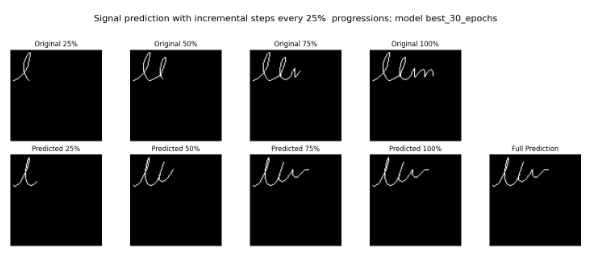 Signal prediction with incremental steps every 25% progressions; model best_30_epochs
Original 25%
Original 50%
Original 75%
Original 100%
Predicted 25%
Predicted 50%
Predicted 75%
Predicted 100%
Full Prediction